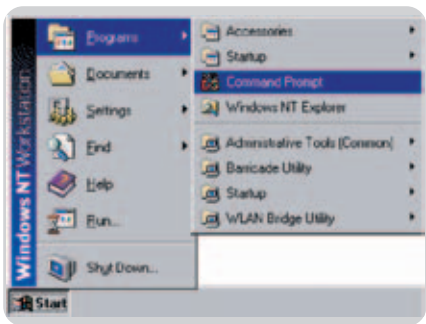 Programs
Documents
Settings
Find
Help
Run...
Shut Down...
Windows NT Workstation
Start
Accessories
Startup
Command Prompt
Windows NT Explorer
Administrative Tools (Common)
Barricade Utility
Startup
WLAN Bridge Utility